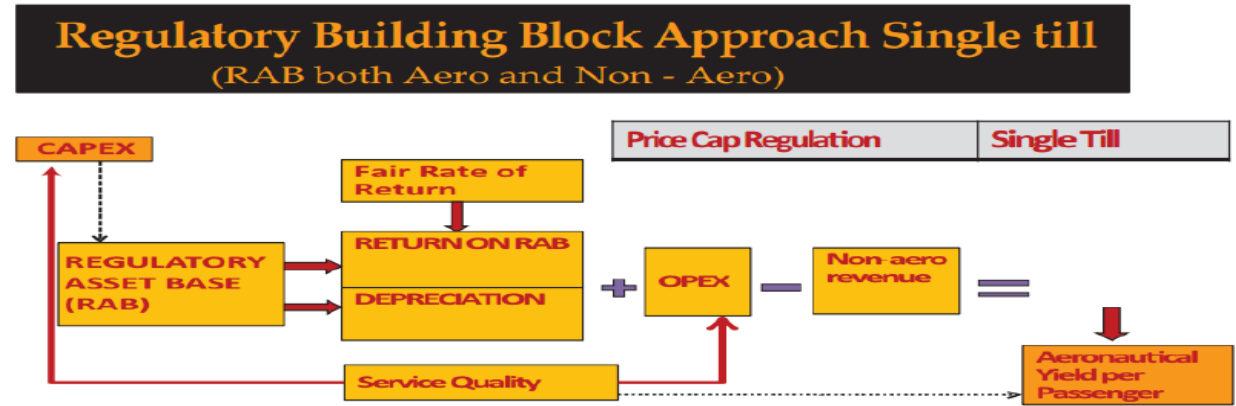 Regulatory Building Block Approach Single till
(RAB both Aero and Non - Aero)
Price Cap Regulation
Single Till
CAPEX
Fair Rate of
Return
REGULATORY
ASSET BASE
(RAB)
RETURN ON RAB
DEPRECIATION
+
OPEX
—
Non-aero
revenue
=
Service Quality
Aeronautical
Yield per
Passenger